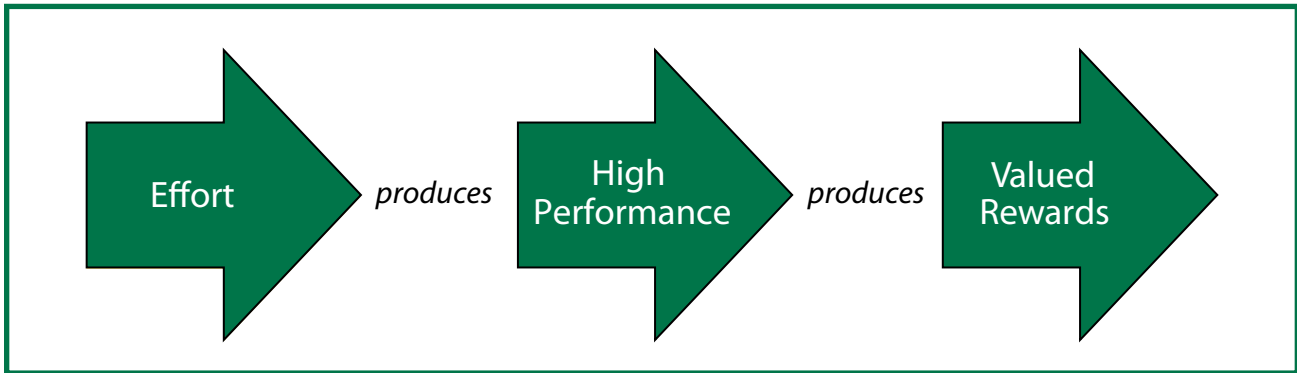 Effort
produces
High
Performance
produces
Valued
Rewards